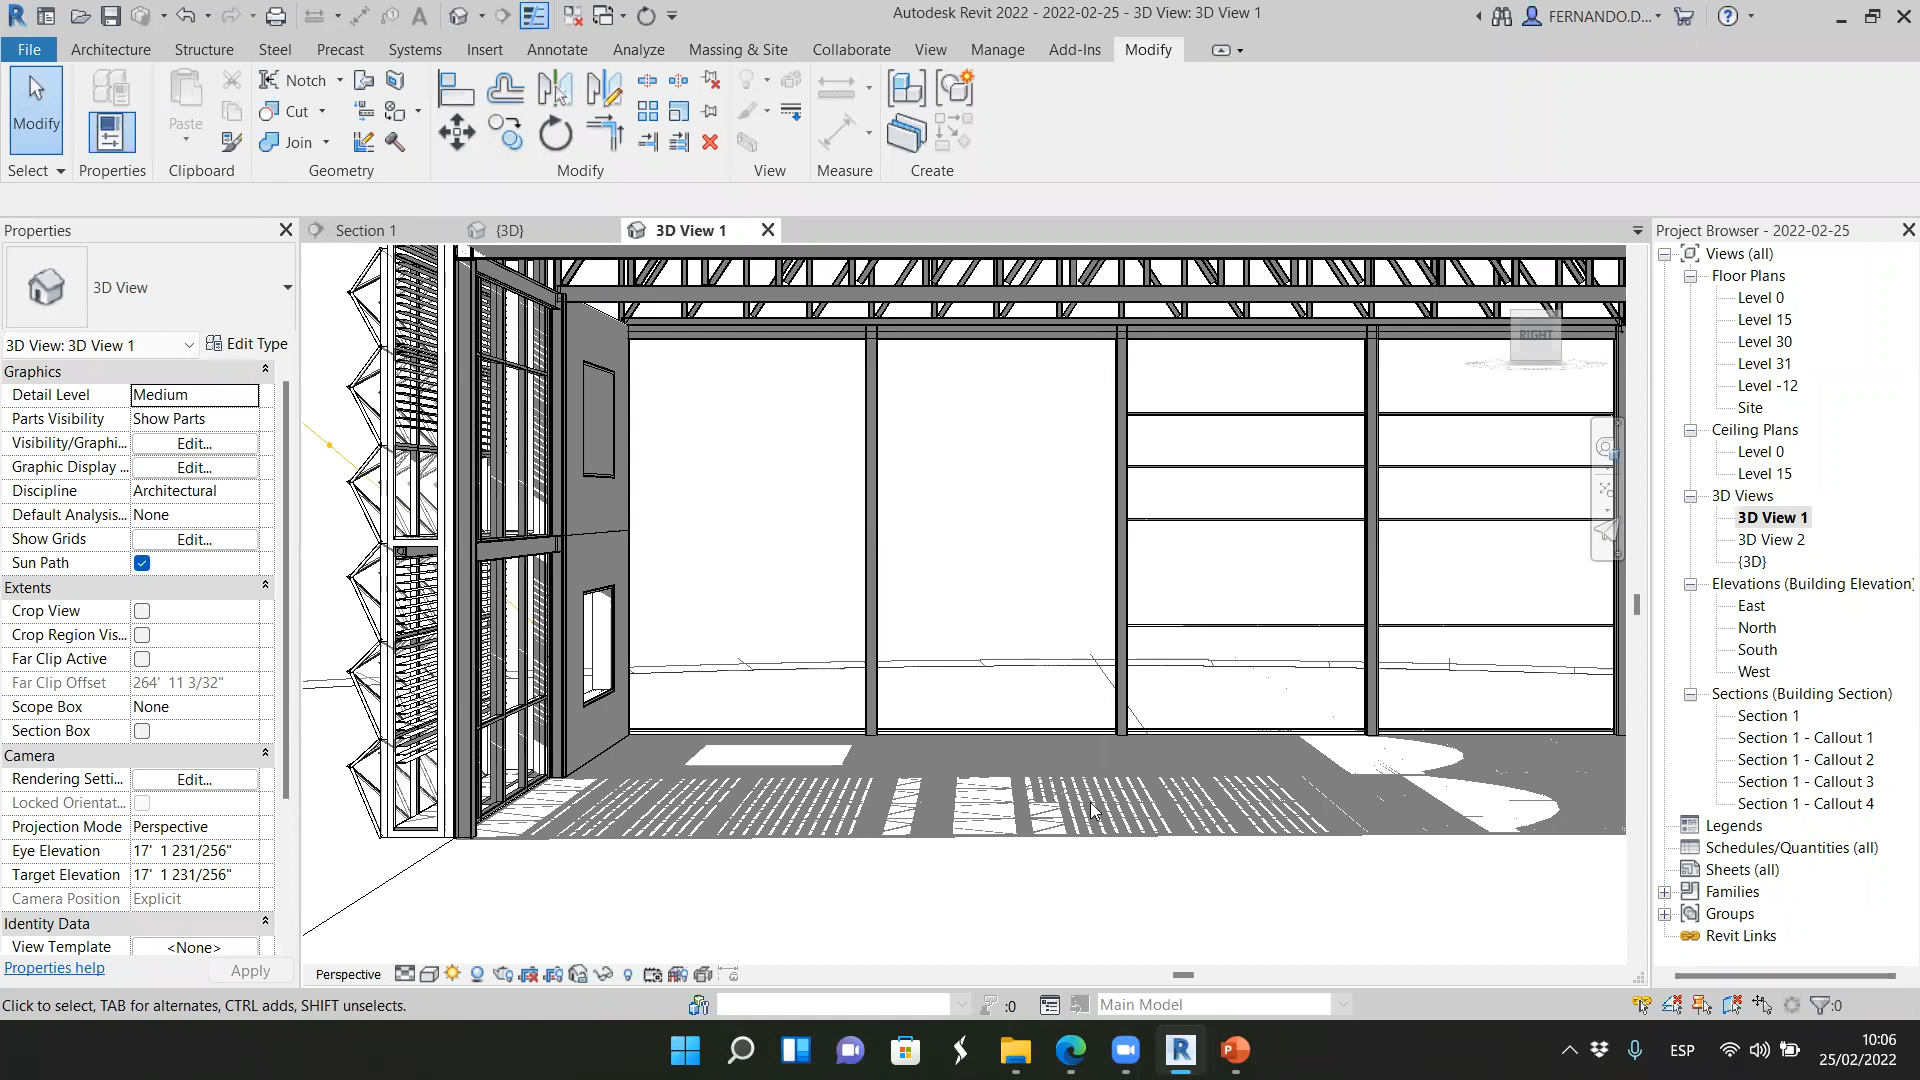 Autodesk Revit 2022 - 2022-02-25 - 3D View: 3D View 1
FERNANDO.D...
File Architecture Structure Steel Precast Systems Insert Annotate Analyze Massing & Site Collaborate View Manage Add-Ins Modify
Modify
Paste
Notch
Cut
Join
Select Properties Clipboard Geometry Modify View Measure Create
Properties
Section 1 {3D} 3D View 1
Project Browser - 2022-02-25
3D View
3D View: 3D View 1 Edit Type
Graphics
Detail Level Medium
Parts Visibility Show Parts
Visibility/Graphi... Edit...
Graphic Display ... Edit...
Discipline Architectural
Default Analysis... None
Show Grids Edit...
Sun Path
Extents
Crop View
Crop Region Vis...
Far Clip Active
Far Clip Offset 264' 11 3/32"
Scope Box None
Section Box
Camera
Rendering Setti... Edit...
Locked Orientat...
Projection Mode Perspective
Eye Elevation 17' 1 231/256"
Target Elevation 17' 1 231/256"
Camera Position Explicit
Identity Data
View Template <None>
Properties help Apply
RIGHT
Views (all)
Floor Plans
Level 0
Level 15
Level 30
Level 31
Level -12
Site
Ceiling Plans
Level 0
Level 15
3D Views
3D View 1
3D View 2
{3D}
Elevations (Building Elevation)
East
North
South
West
Sections (Building Section)
Section 1
Section 1 - Callout 1
Section 1 - Callout 2
Section 1 - Callout 3
Section 1 - Callout 4
Legends
Schedules/Quantities (all)
Sheets (all)
Families
Groups
Revit Links
Perspective
Click to select, TAB for alternates, CTRL adds, SHIFT unselects.
:0
Main Model
:0
ESP
10:06
25/02/2022